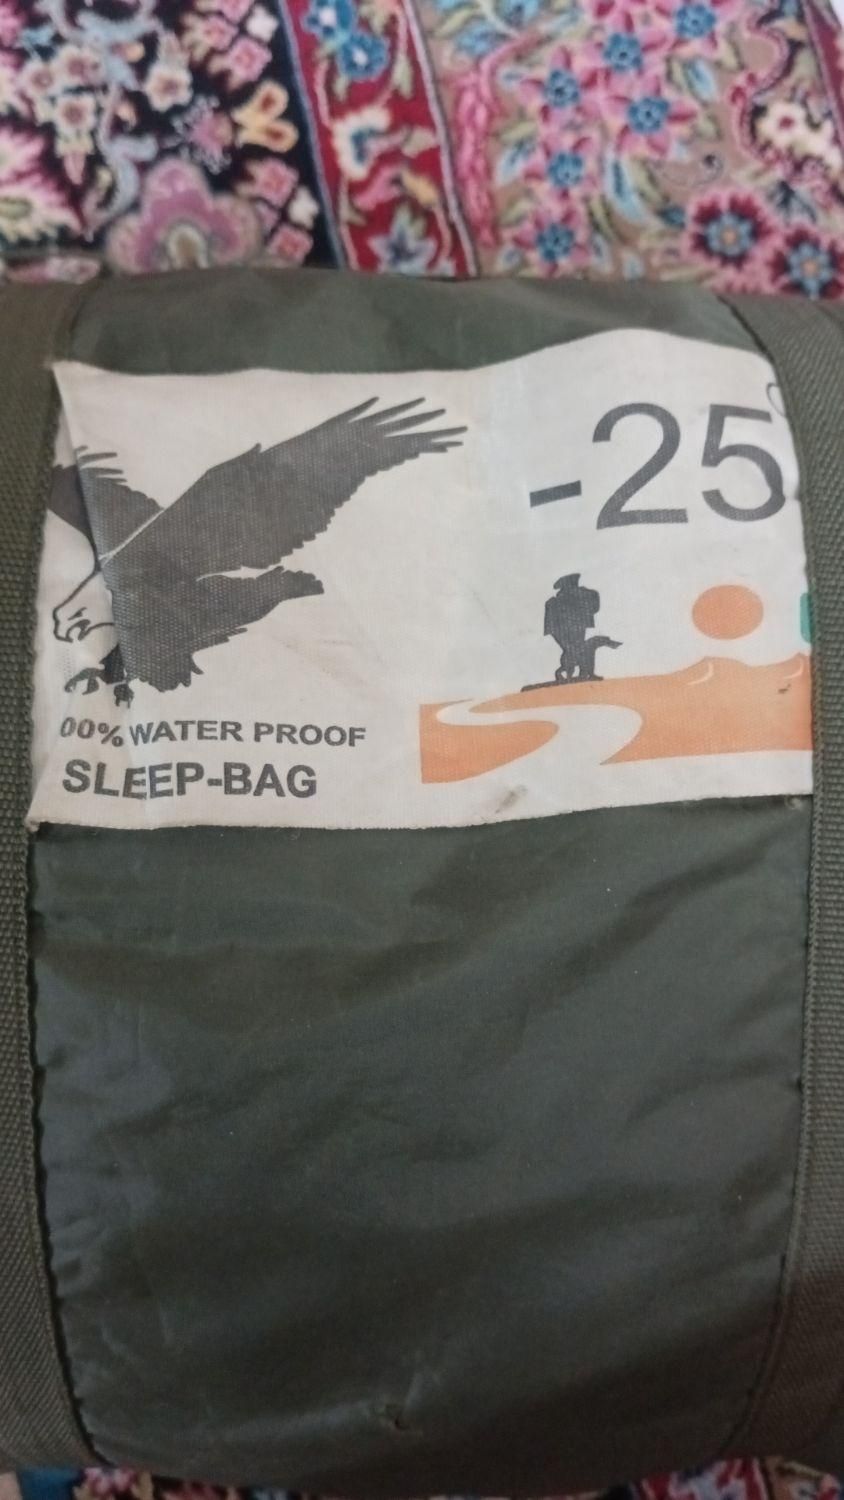 -25°
00% WATER PROOF
SLEEP-BAG